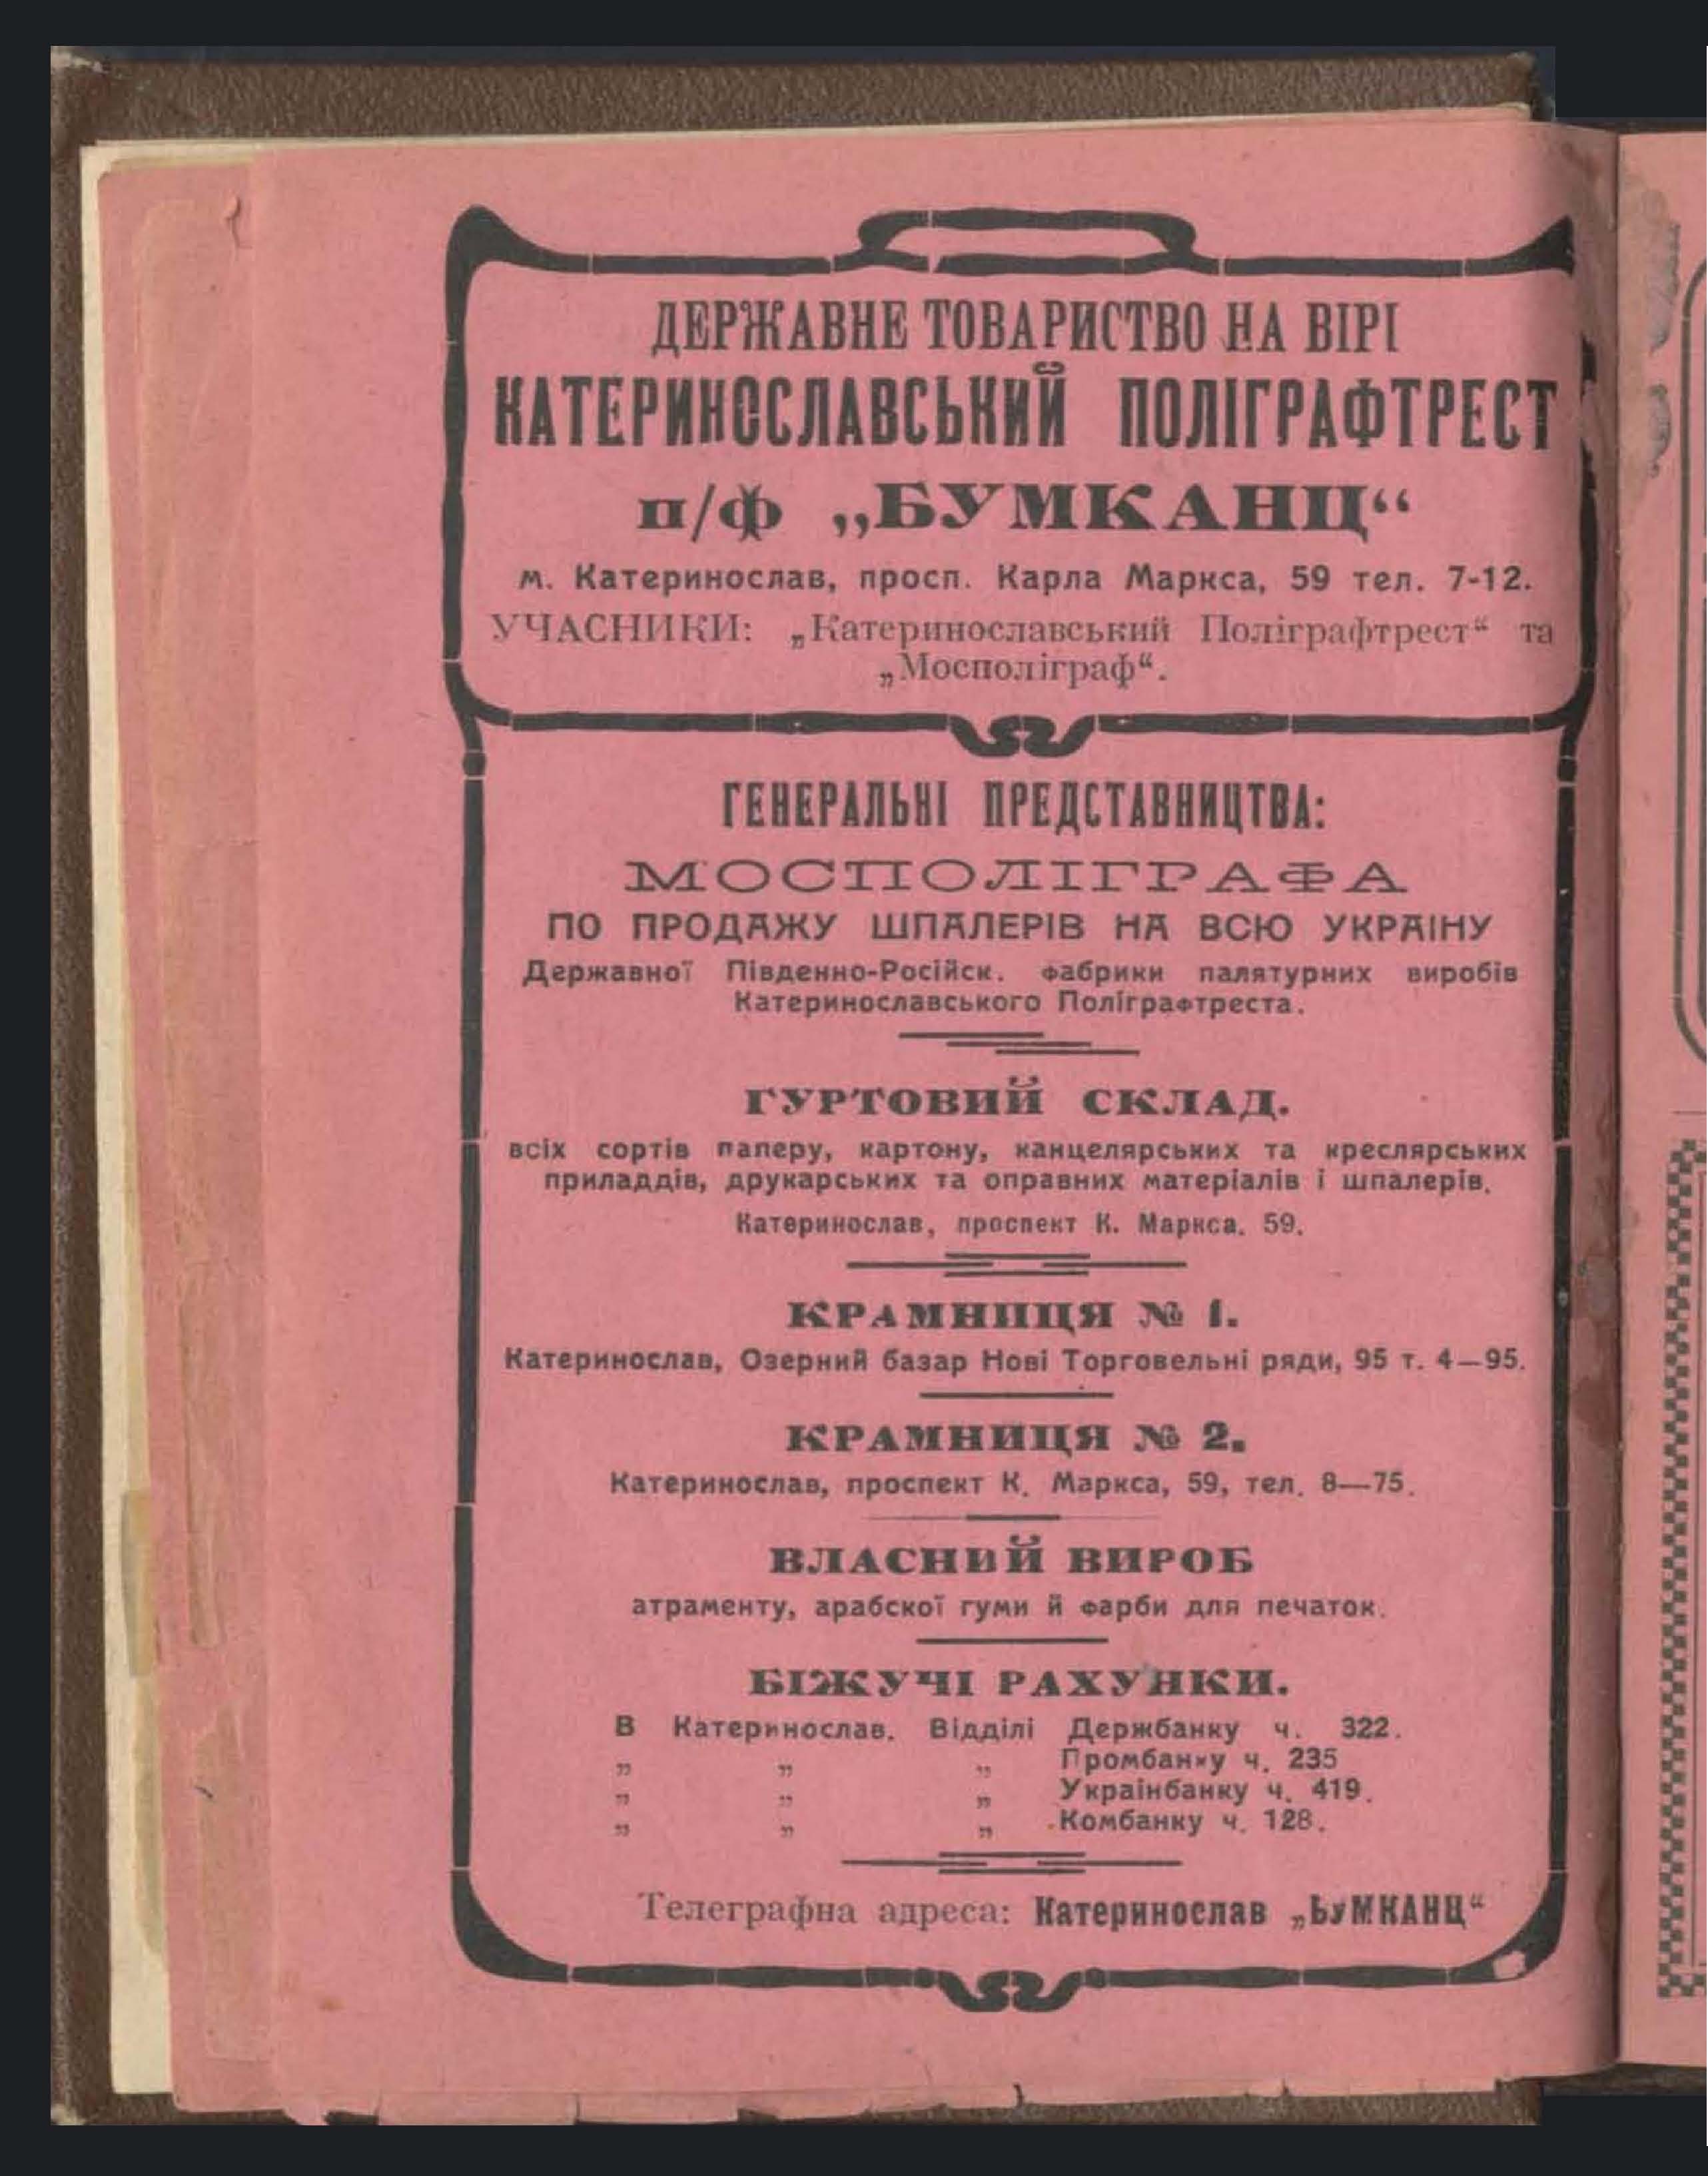 ДЕРЖАВНЕ ТОВАРИСТВО НА ВІРІ
КАТЕРИНОСЛАВСЬКИЙ ПОЛІГРАФТРЕСТ
п/ф „БУМКАНЦ“
м. Катеринослав, просп. Карла Маркса, 59 тел. 7-12.
УЧАСНИКИ: „Катеринославський Поліграфтрест“ та
„Мосполіграф“.
ГЕНЕРАЛЬНІ ПРЕДСТАВНИЦТВА:
МОСПОЛІГРАФА
ПО ПРОДАЖУ ШПАЛЕРІВ НА ВСЮ УКРАІНУ
Державної Південно-Російск. фабрики палятурних виробів
Катеринославського Поліграфтреста.
ГУРТОВИЙ СКЛАД.
всіх сортів паперу, картону, канцелярських та креслярських
приладдів, друкарських та оправних матеріалів і шпалерів.
Катеринослав, проспект К. Маркса. 59.
КРАМНИЦЯ № 1.
Катеринослав, Озерний базар Нові Торговельні ряди, 95 т. 4—95.
КРАМНИЦЯ № 2.
Катеринослав, проспект К. Маркса, 59, тел. 8—75.
ВЛАСНИЙ ВИРОБ
атраменту, арабскої гуми й фарби для печаток.
БІЖУЧІ РАХУНКИ.
В Катеринослав. Відділі Держбанку ч. 322.
„ „ „ Промбанку ч. 235
„ „ „ Украінбанку ч. 419.
„ „ „ Комбанку ч. 128.
Телеграфна адреса: Катеринослав „БУМКАНЦ“